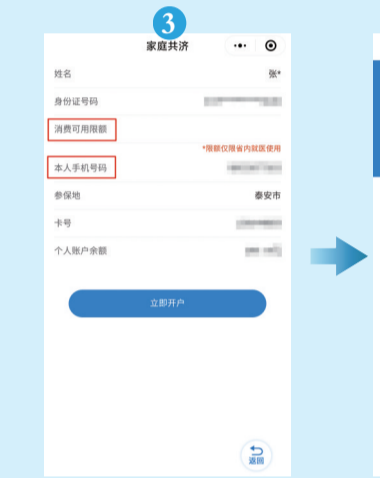 3
家庭共济
姓名 张*
身份证号码
消费可用限额
*限额仅限省内就医使用
本人手机号码
参保地 泰安市
卡号
个人账户余额
立即开户
返回